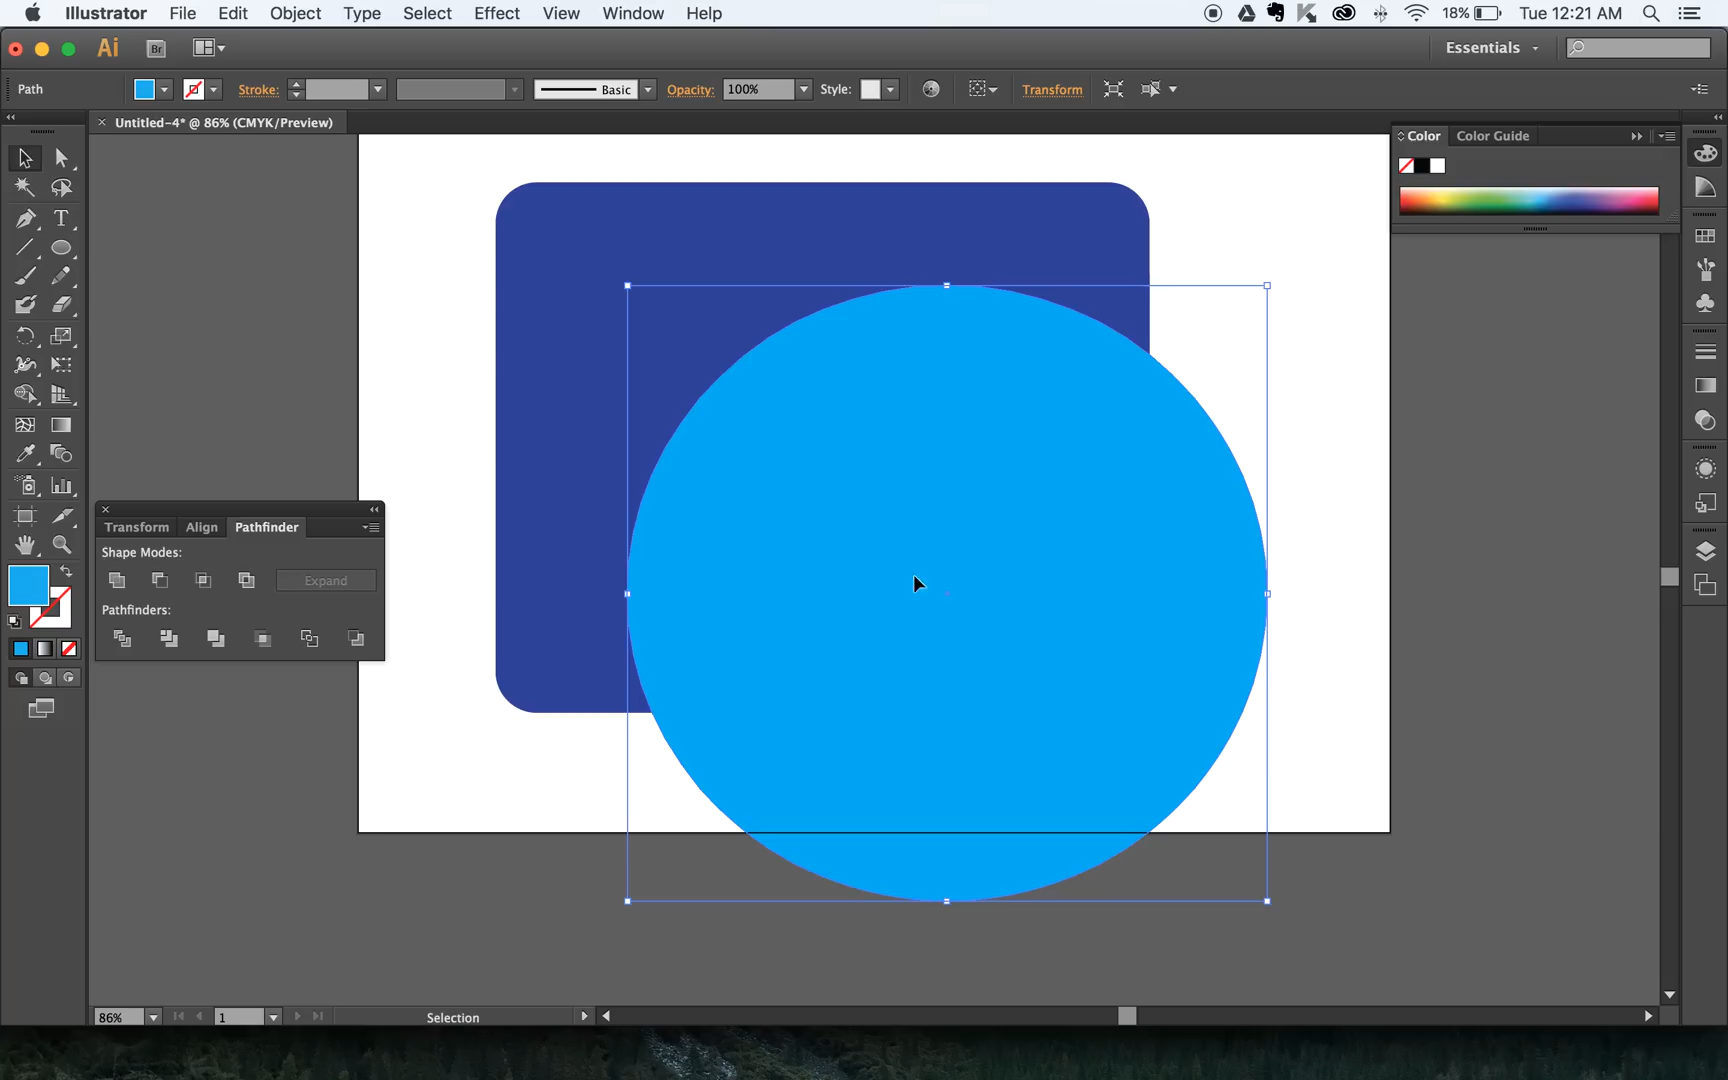 Illustrator File Edit Object Type Select Effect View Window Help 18% Tue 12:21 AM
Ai Br Essentials
Path Stroke: Basic Opacity: 100% Style: Transform
× Untitled-4* @ 86% (CMYK/Preview)
Color Color Guide
T
Transform Align Pathfinder
Shape Modes:
Expand
Pathfinders:
86% 1 Selection